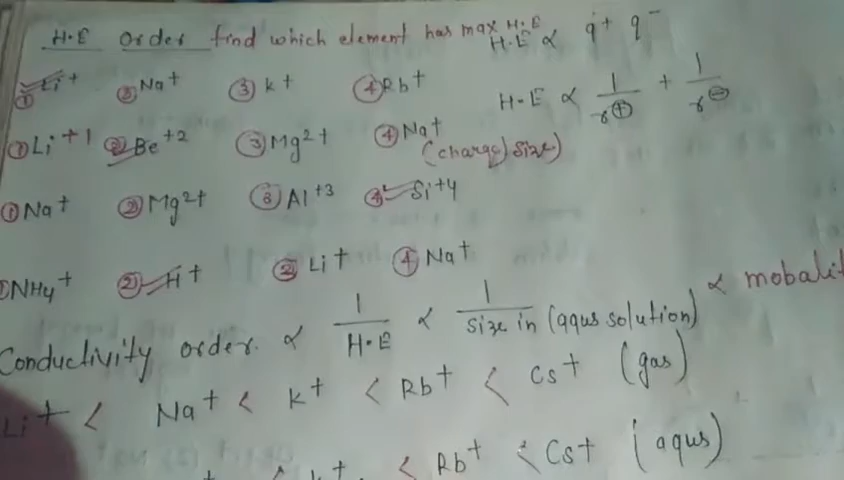 H.E order find which element has max H.E
H.E ∝ q+ q-
① Li+ ② Na+ ③ K+ ④ Rb+
H.E ∝ 1/r⊕ + 1/r⊖
① Li+1 ② Be+2 ③ Mg2+ ④ Na+
(charge) size)
① Na+ ② Mg2+ ③ Al+3 ④ Si+4
① NH4+ ② H+ ③ Li+ ④ Na+
Conductivity order. ∝ 1/H.E ∝ 1/size in (aqus solution) ∝ mobali
Li+ < Na+ < K+ < Rb+ < Cs+ (gas)
< Rb+ < Cs+ (aqus)